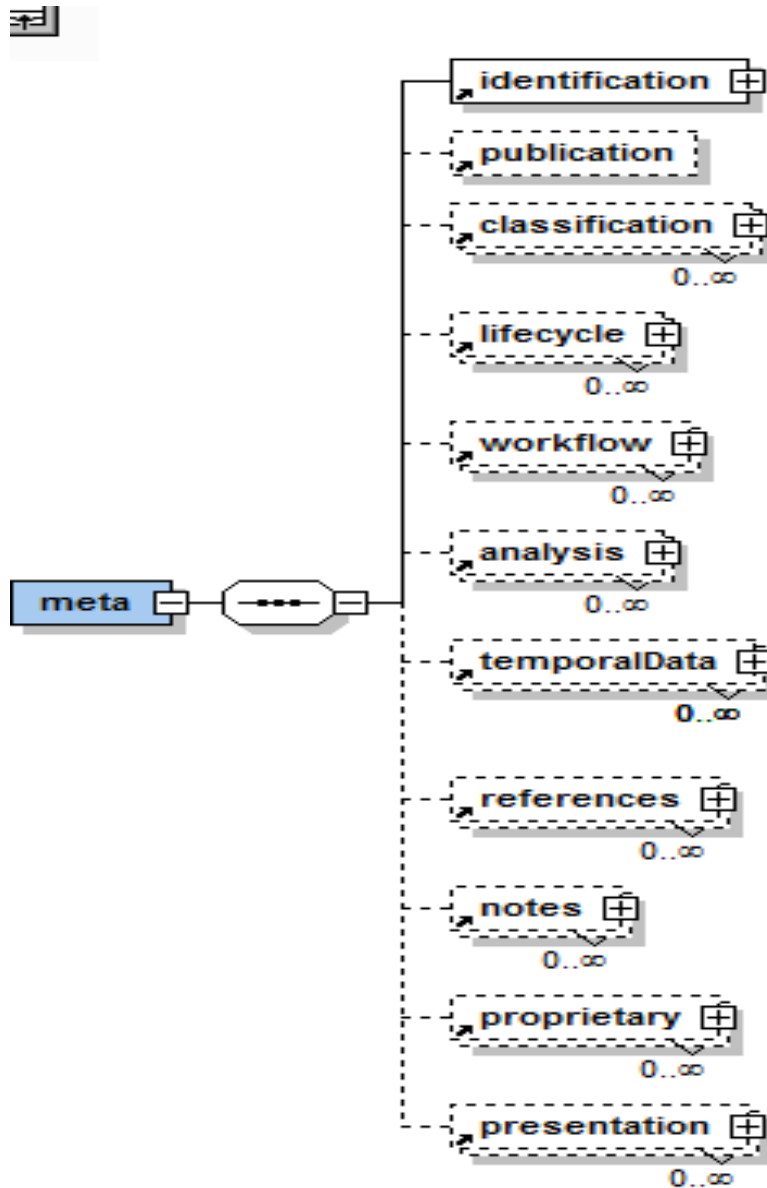 identification
publication
classification
0..∞
lifecycle
0..∞
workflow
0..∞
analysis
0..∞
meta
temporalData
0..∞
references
0..∞
notes
0..∞
proprietary
0..∞
presentation
0..∞